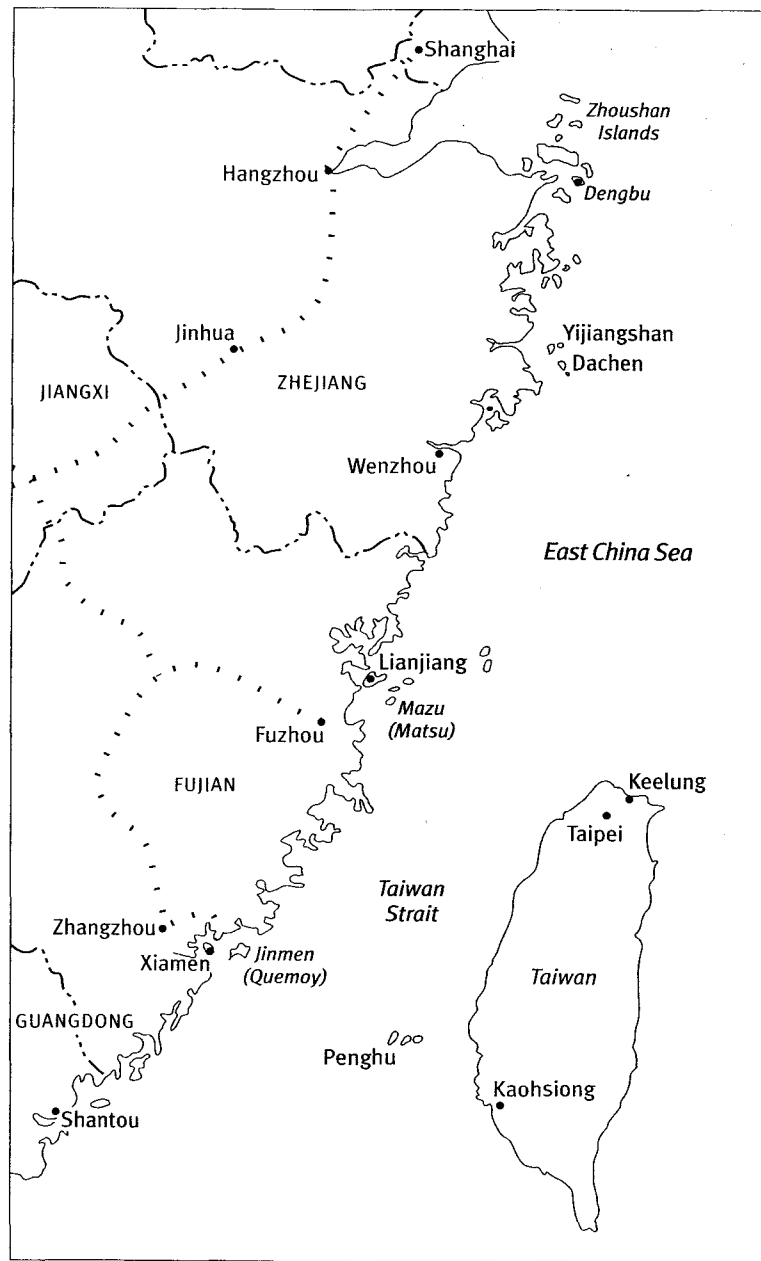 Shanghai
Zhoushan
Islands
Hangzhou
Dengbu
Jinhua
Yijiangshan
Dachen
JIANGXI
ZHEJIANG
Wenzhou
East China Sea
Lianjiang
Mazu
(Matsu)
Fuzhou
FUJIAN
Keelung
Taipei
Taiwan
Strait
Zhangzhou
Xiamen
Jinmen
(Quemoy)
Taiwan
GUANGDONG
Penghu
Kaohsiong
Shantou